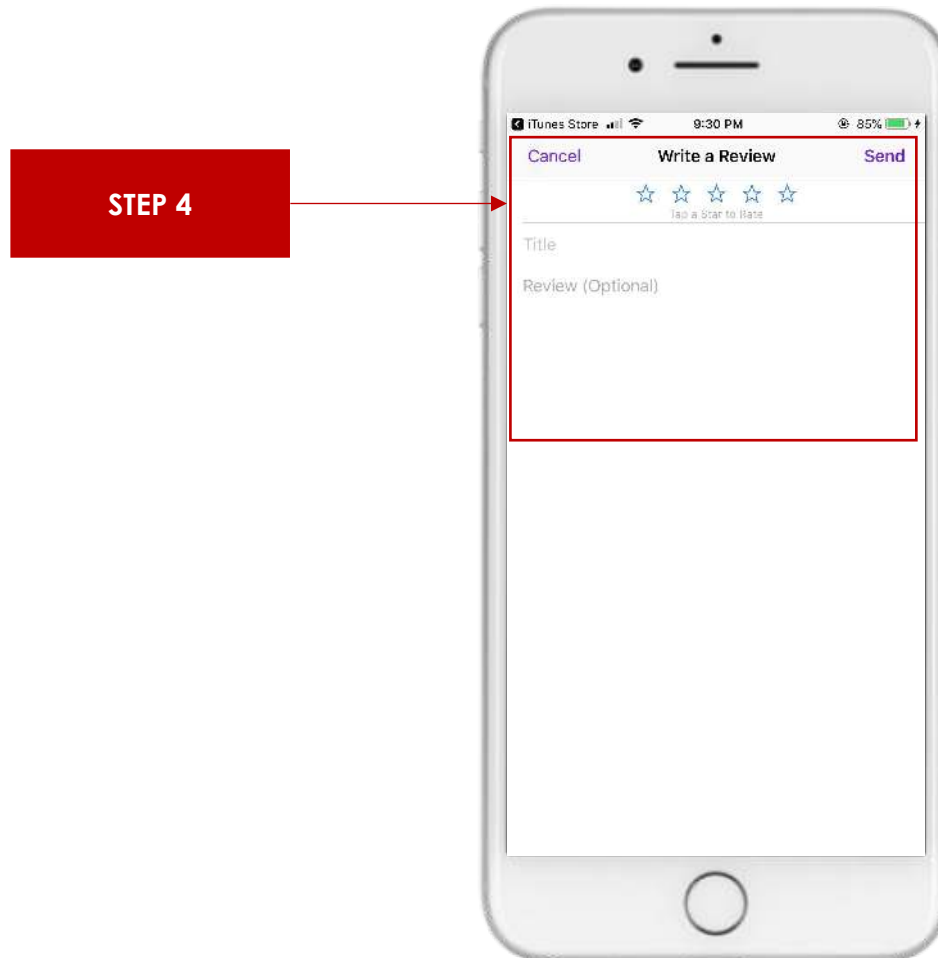 STEP 4
iTunes Store 9:30 PM 85%
Cancel Write a Review Send
Tap a Star to Rate
Title
Review (Optional)